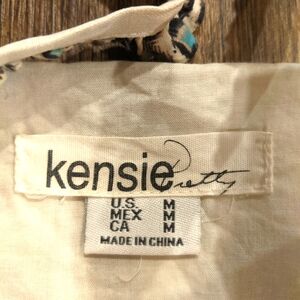 kensie Pretty
U.S. M
MEX M
CA M
MADE IN CHINA